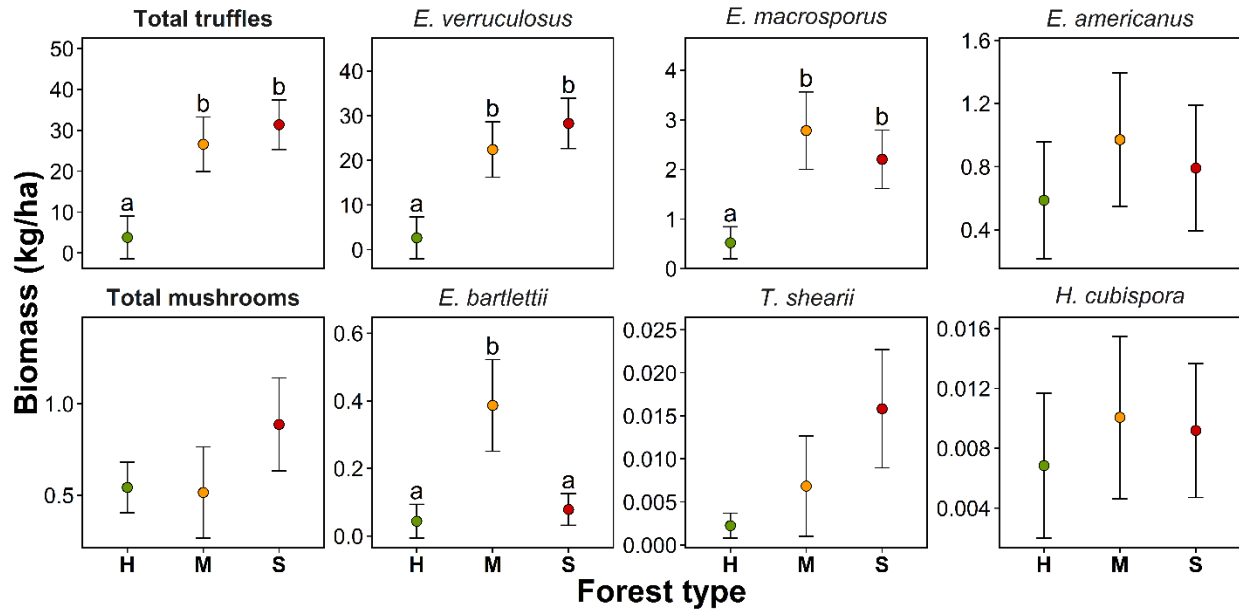 Total truffles
E. verruculosus
E. macrosporus
E. americanus
50
40
30
20
10
0
a
b
b
40
30
20
10
0
a
b
b
4
3
2
1
0
a
b
b
1.6
1.2
0.8
0.4
Biomass (kg/ha)
Total mushrooms
E. bartlettii
T. shearii
H. cubispora
1.0
0.5
H M S
0.6
0.4
0.2
0.0
a
b
a
H M S
0.025
0.020
0.015
0.010
0.005
0.000
H M S
0.016
0.012
0.008
0.004
H M S
Forest type